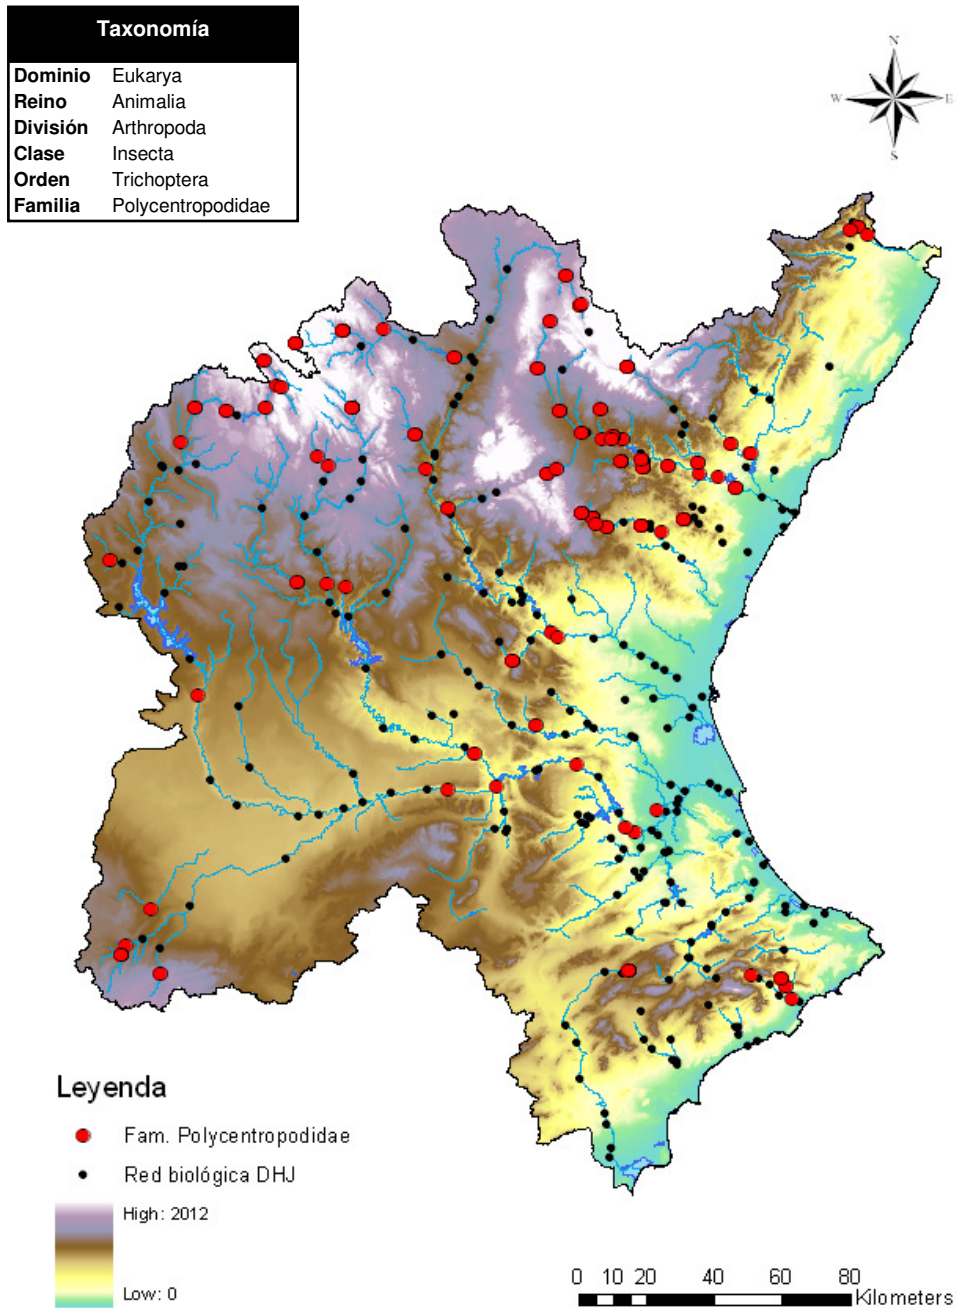 Taxonomía
Dominio Eukarya
Reino Animalia
División Arthropoda
Clase Insecta
Orden Trichoptera
Familia Polycentropodidae
N
W E
S
Leyenda
Fam. Polycentropodidae
Red biológica DHJ
High: 2012
Low: 0
0 10 20 40 60 80
Kilometers